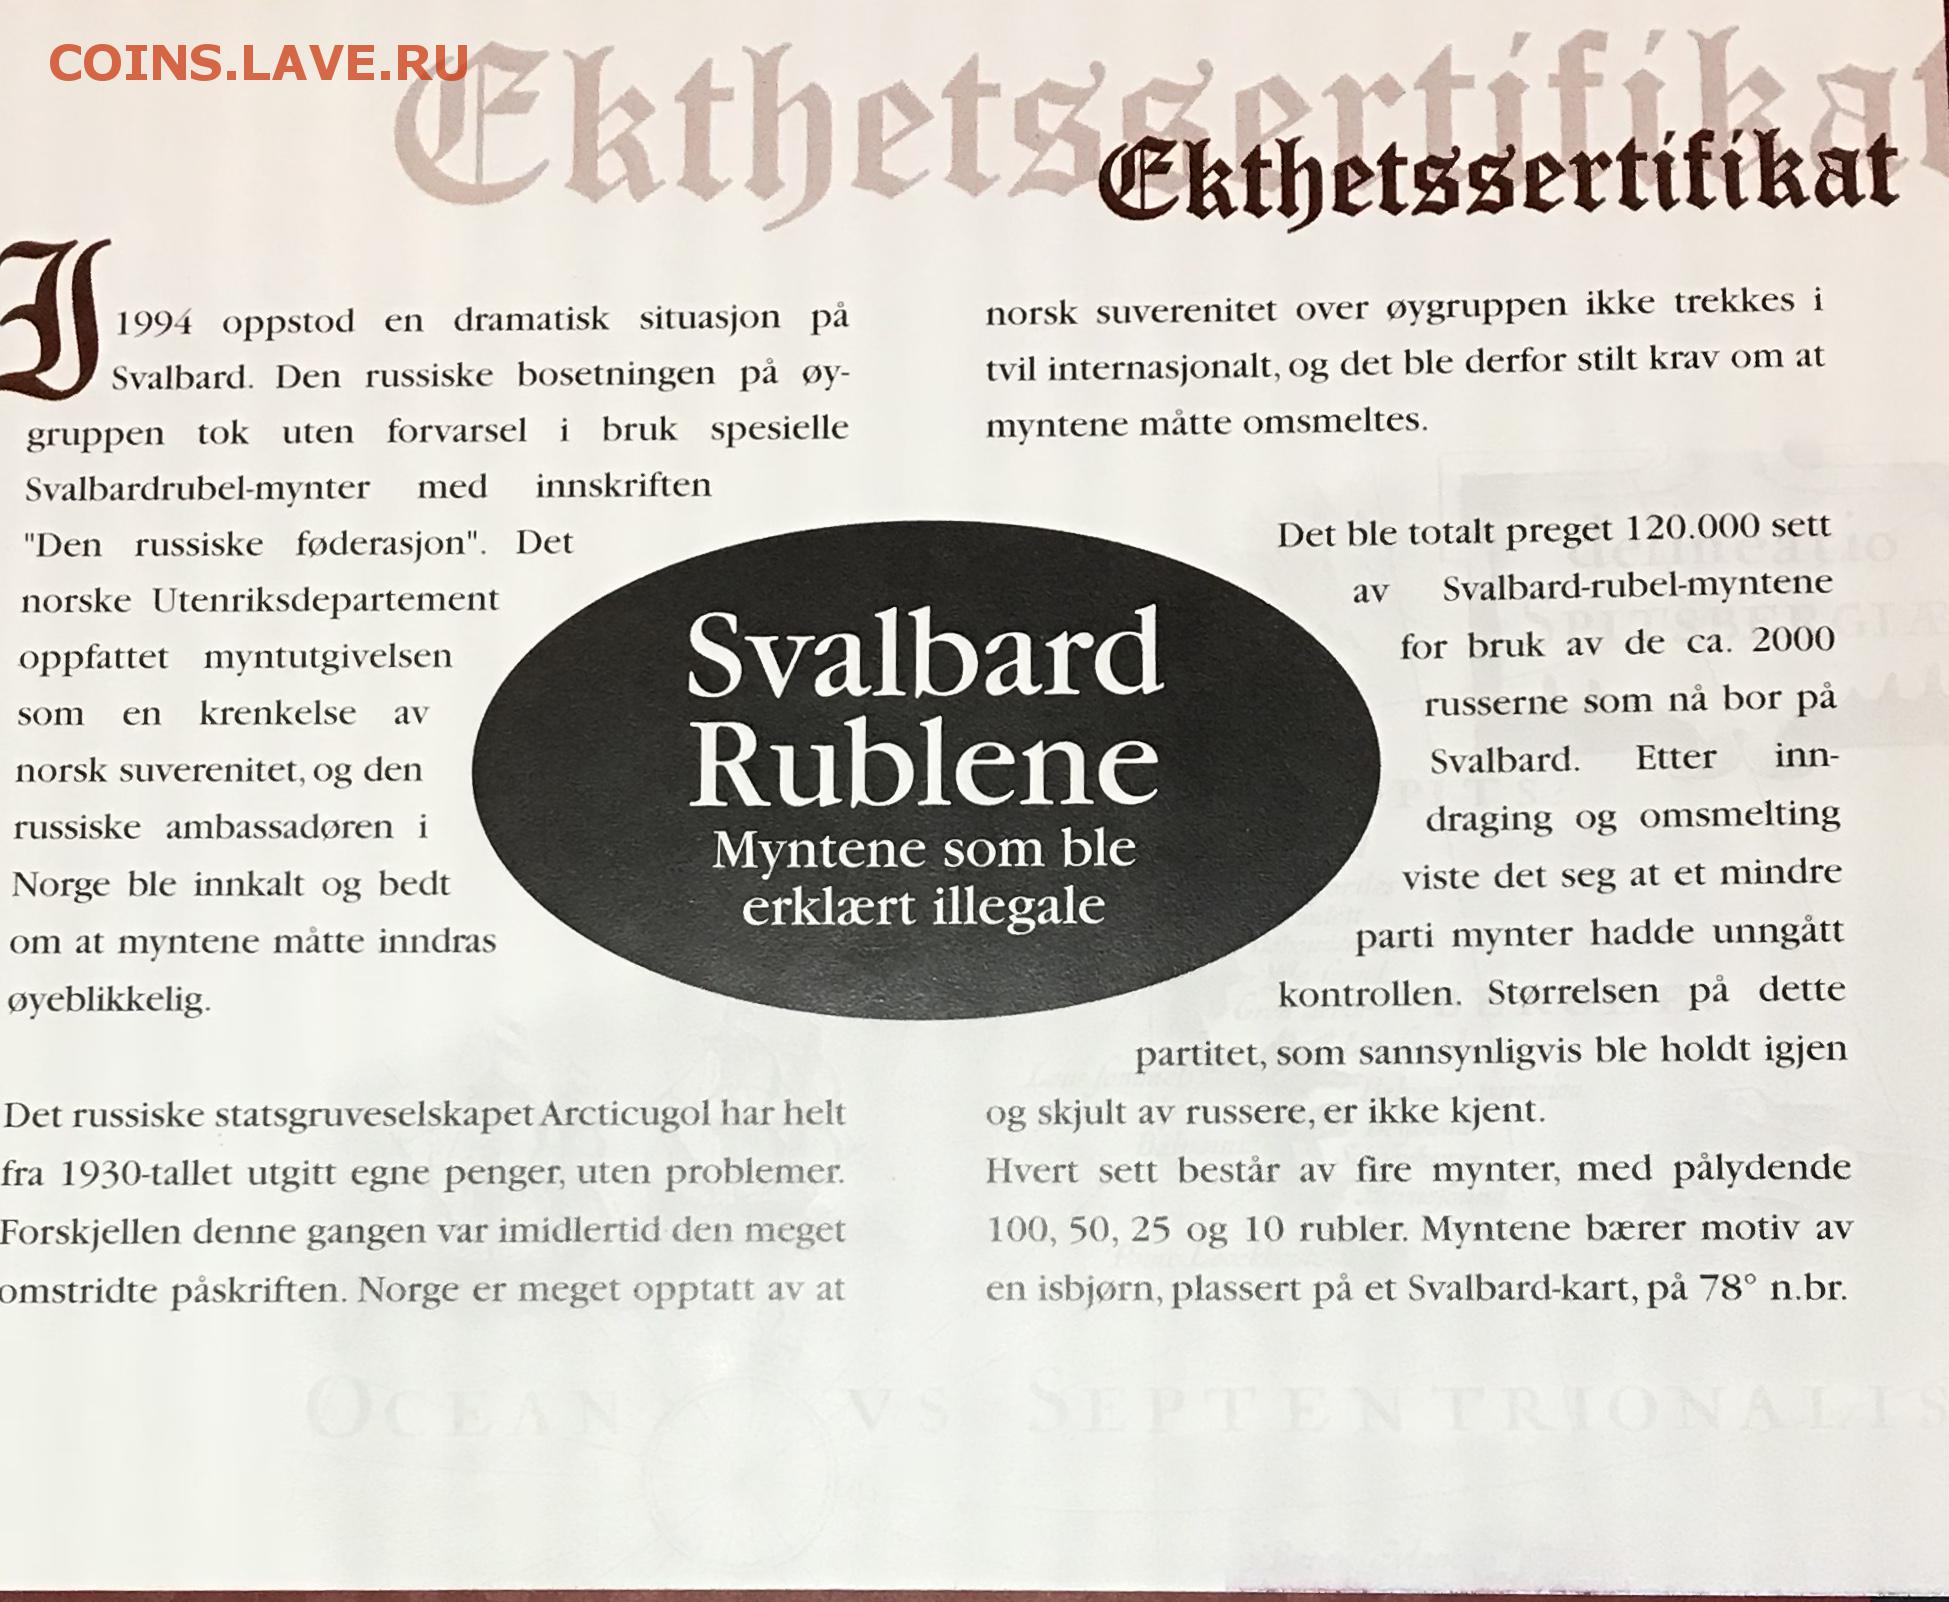 COINS.LAVE.RU
Ekthetssertifikat
Ekthetssertifikat
I 1994 oppstod en dramatisk situasjon på
Svalbard. Den russiske bosetningen på øy-
gruppen tok uten forvarsel i bruk spesielle
Svalbardrubel-mynter med innskriften
"Den russiske føderasjon". Det
norske Utenriksdepartement
oppfattet myntutgivelsen
som en krenkelse av
norsk suverenitet, og den
russiske ambassadøren i
Norge ble innkalt og bedt
om at myntene måtte inndras
øyeblikkelig.
Det russiske statsgruveselskapet Arcticugol har helt
fra 1930-tallet utgitt egne penger, uten problemer.
Forskjellen denne gangen var imidlertid den meget
omstridte påskriften. Norge er meget opptatt av at
Svalbard
Rublene
Myntene som ble
erklært illegale
norsk suverenitet over øygruppen ikke trekkes i
tvil internasjonalt, og det ble derfor stilt krav om at
myntene måtte omsmeltes.
Det ble totalt preget 120.000 sett
av Svalbard-rubel-myntene
for bruk av de ca. 2000
russerne som nå bor på
Svalbard. Etter inn-
draging og omsmelting
viste det seg at et mindre
parti mynter hadde unngått
kontrollen. Størrelsen på dette
partitet, som sannsynligvis ble holdt igjen
og skjult av russere, er ikke kjent.
Hvert sett består av fire mynter, med pålydende
100, 50, 25 og 10 rubler. Myntene bærer motiv av
en isbjørn, plassert på et Svalbard-kart, på 78° n.br.
OCEAN VS SEPTENTRIONALIS